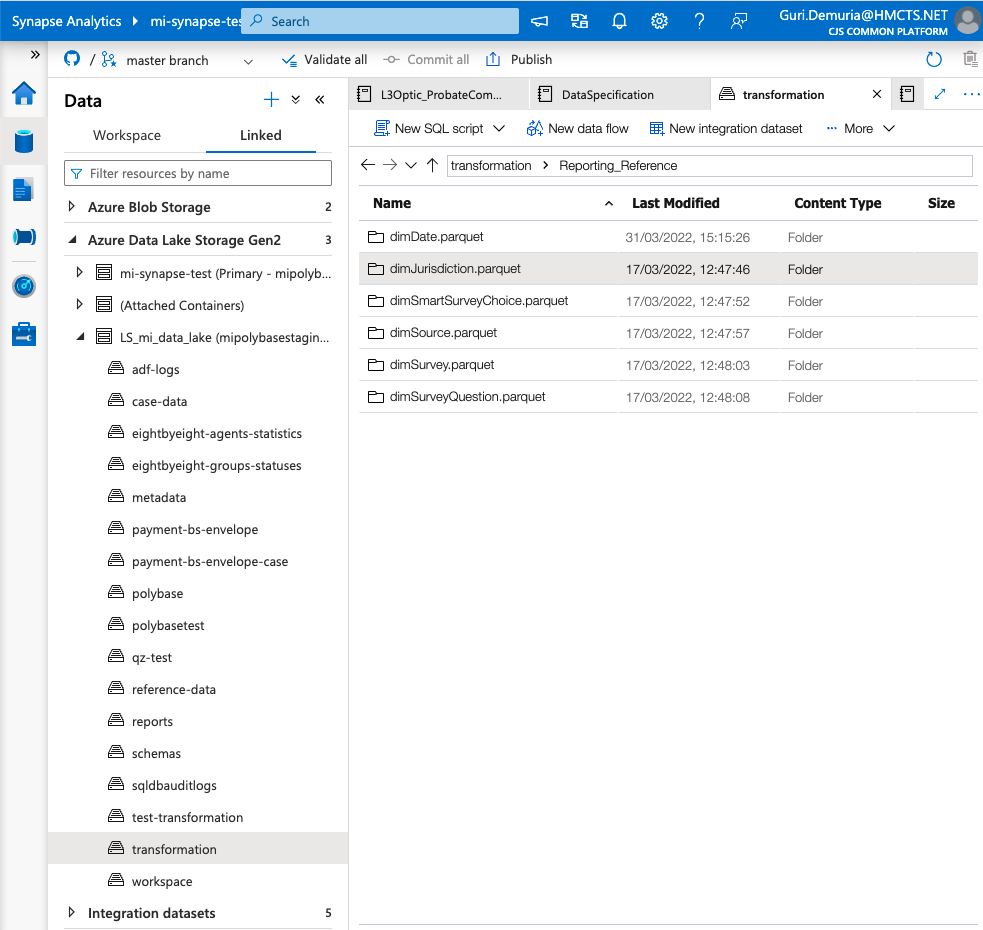 Synapse Analytics mi-synapse-tes Search Guri.Demuria@HMCTS.NET
CJS COMMON PLATFORM
/ master branch Validate all Commit all Publish
Data
Workspace Linked
Filter resources by name
Azure Blob Storage 2
Azure Data Lake Storage Gen2 3
mi-synapse-test (Primary - mipolyb...
(Attached Containers)
LS_mi_data_lake (mipolybasestagin...
adf-logs
case-data
eightbyeight-agents-statistics
eightbyeight-groups-statuses
metadata
payment-bs-envelope
payment-bs-envelope-case
polybase
polybasetest
qz-test
reference-data
reports
schemas
sqldbauditlogs
test-transformation
transformation
workspace
Integration datasets 5
L3Optic_ProbateCom... DataSpecification transformation
New SQL script New data flow New integration dataset More
transformation Reporting_Reference
Name Last Modified Content Type Size
dimDate.parquet 31/03/2022, 15:15:26 Folder
dimJurisdiction.parquet 17/03/2022, 12:47:46 Folder
dimSmartSurveyChoice.parquet 17/03/2022, 12:47:52 Folder
dimSource.parquet 17/03/2022, 12:47:57 Folder
dimSurvey.parquet 17/03/2022, 12:48:03 Folder
dimSurveyQuestion.parquet 17/03/2022, 12:48:08 Folder